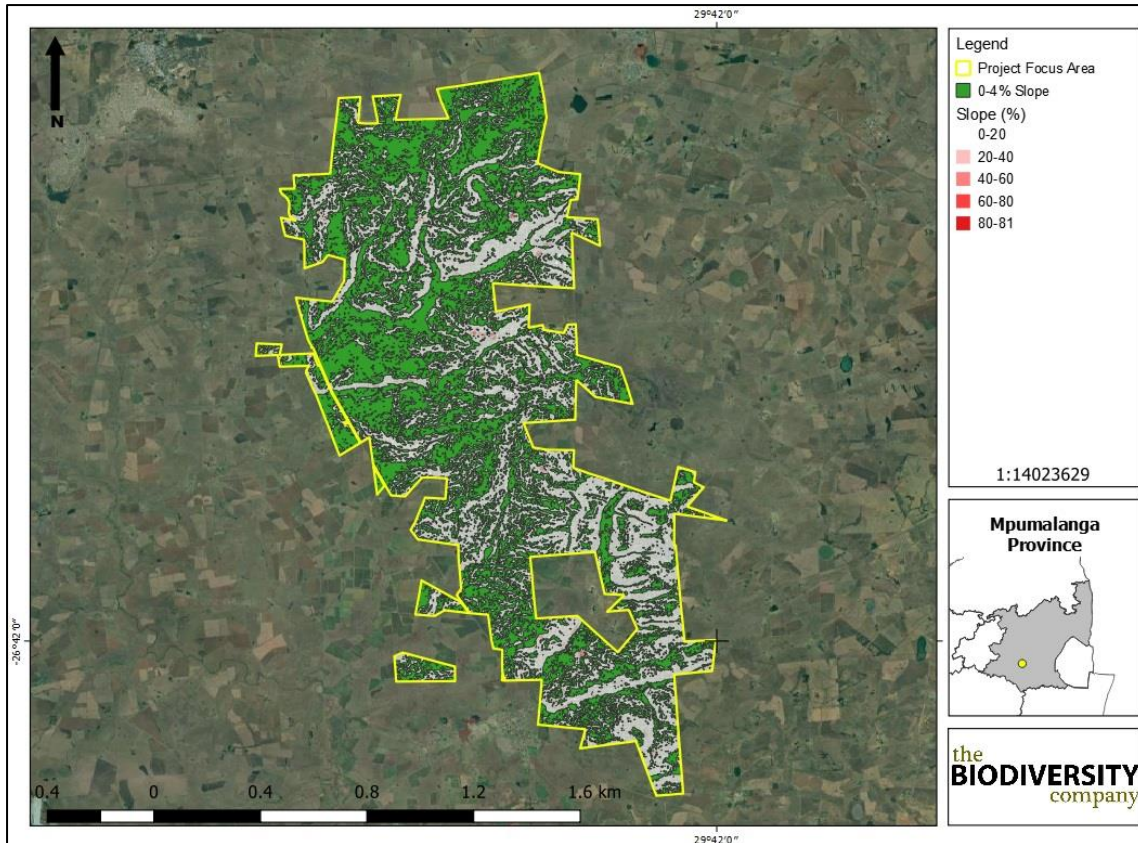 29°42'0"
N
-26°42'0"
0.4 0 0.4 0.8 1.2 1.6 km
29°42'0"
Legend
Project Focus Area
0-4% Slope
Slope (%)
0-20
20-40
40-60
60-80
80-81
1:14023629
Mpumalanga
Province
the
BIODIVERSITY
company